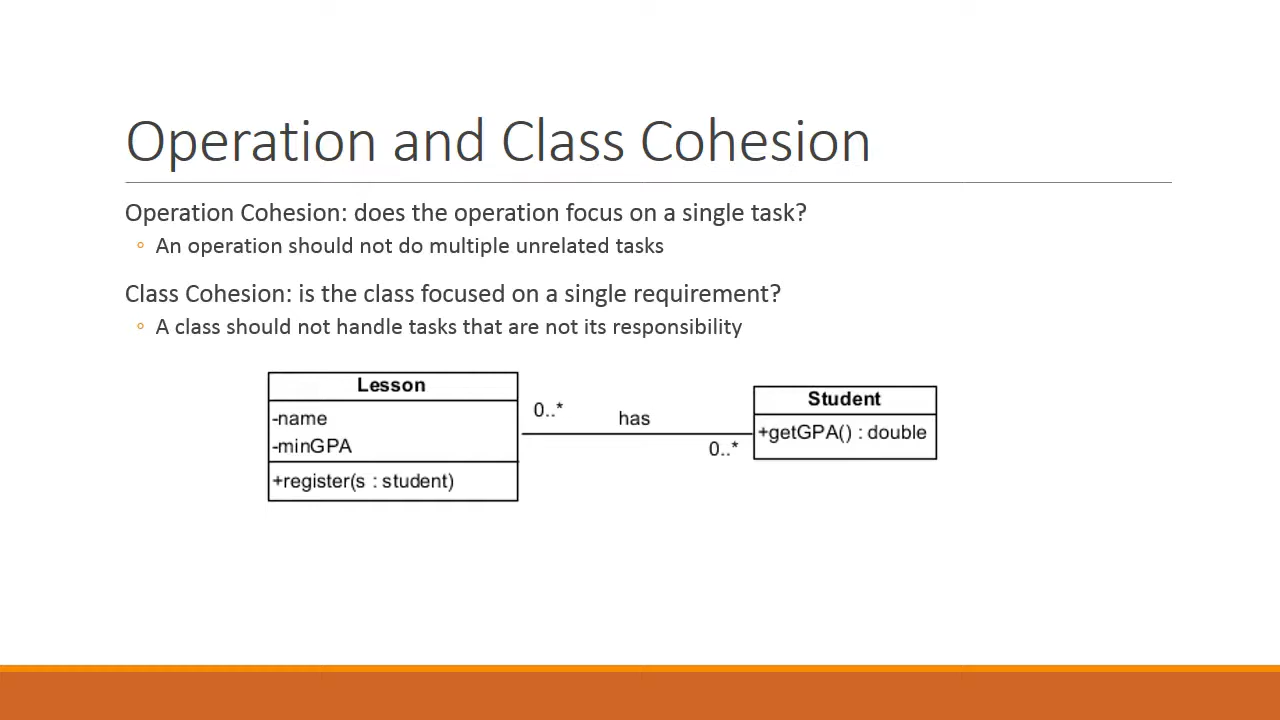 Operation and Class Cohesion
Operation Cohesion: does the operation focus on a single task?
◦ An operation should not do multiple unrelated tasks
Class Cohesion: is the class focused on a single requirement?
◦ A class should not handle tasks that are not its responsibility
Lesson
-name
-minGPA
+register(s : student)
0..*
has
0..*
Student
+getGPA() : double